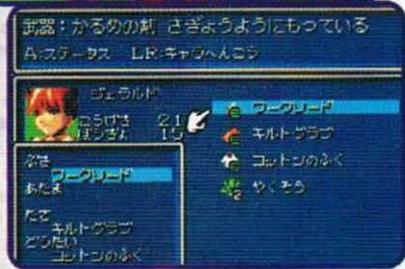 武器：かるめの剣 さぎょうようにもっている
A:ステータス LR:キャラへんこう
ジェラルド
こうげき 21
ぼうぎょ 15
ワークソード
キルトグラブ
コットンのふく
やくそう
2
ぶき
ワークソード
あたま
たて
キルトグラブ
どうたい
コットンのふく